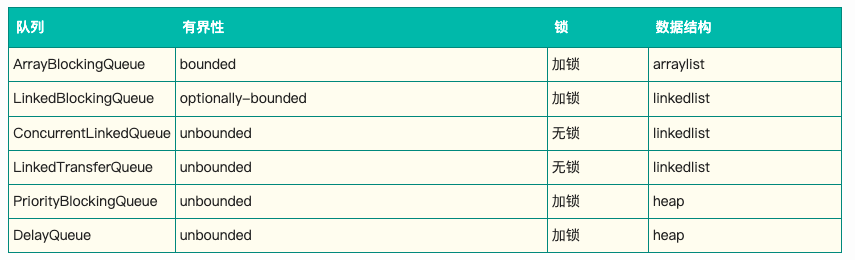 队列 有界性 锁 数据结构
ArrayBlockingQueue bounded 加锁 arraylist
LinkedBlockingQueue optionally-bounded 加锁 linkedlist
ConcurrentLinkedQueue unbounded 无锁 linkedlist
LinkedTransferQueue unbounded 无锁 linkedlist
PriorityBlockingQueue unbounded 加锁 heap
DelayQueue unbounded 加锁 heap